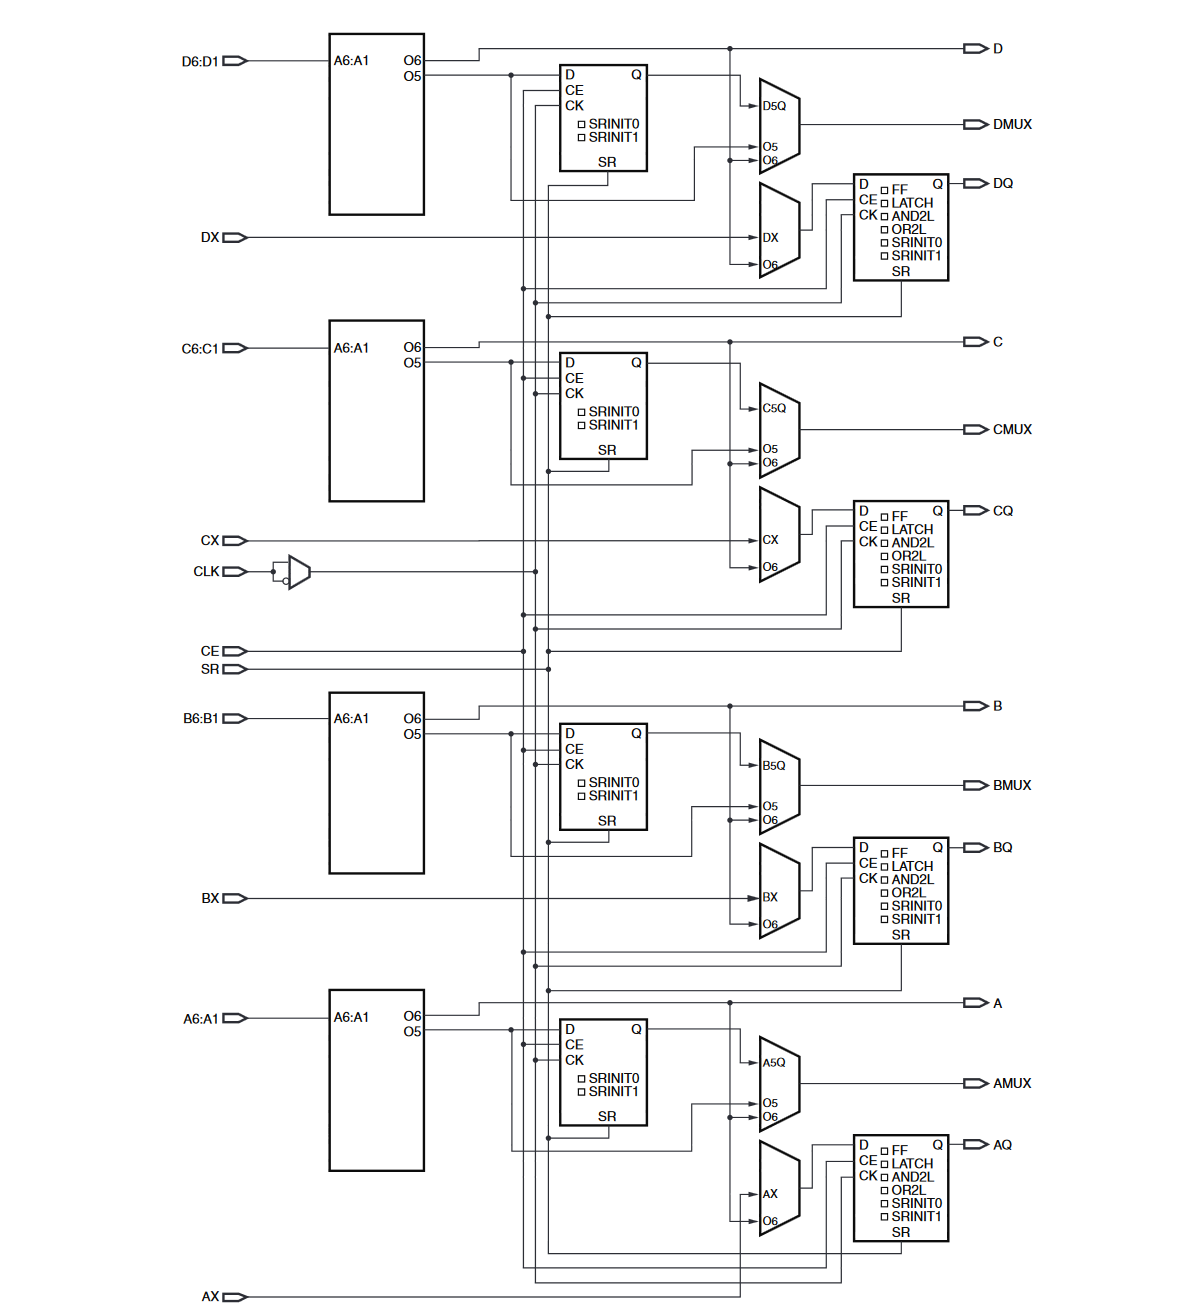 D6:D1
A6:A1
O6
O5
D
D
CE
CK
Q
SRINIT0
SRINIT1
SR
D5Q
O5
O6
DMUX
DX
DX
O6
D
CE
CK
Q
FF
LATCH
AND2L
OR2L
SRINIT0
SRINIT1
SR
DQ
C6:C1
A6:A1
O6
O5
C
D
CE
CK
Q
SRINIT0
SRINIT1
SR
C5Q
O5
O6
CMUX
CX
CX
O6
D
CE
CK
Q
FF
LATCH
AND2L
OR2L
SRINIT0
SRINIT1
SR
CQ
CLK
CE
SR
B6:B1
A6:A1
O6
O5
B
D
CE
CK
Q
SRINIT0
SRINIT1
SR
B5Q
O5
O6
BMUX
BX
BX
O6
D
CE
CK
Q
FF
LATCH
AND2L
OR2L
SRINIT0
SRINIT1
SR
BQ
A6:A1
A6:A1
O6
O5
A
D
CE
CK
Q
SRINIT0
SRINIT1
SR
A5Q
O5
O6
AMUX
AX
O6
D
CE
CK
Q
FF
LATCH
AND2L
OR2L
SRINIT0
SRINIT1
SR
AQ
AX